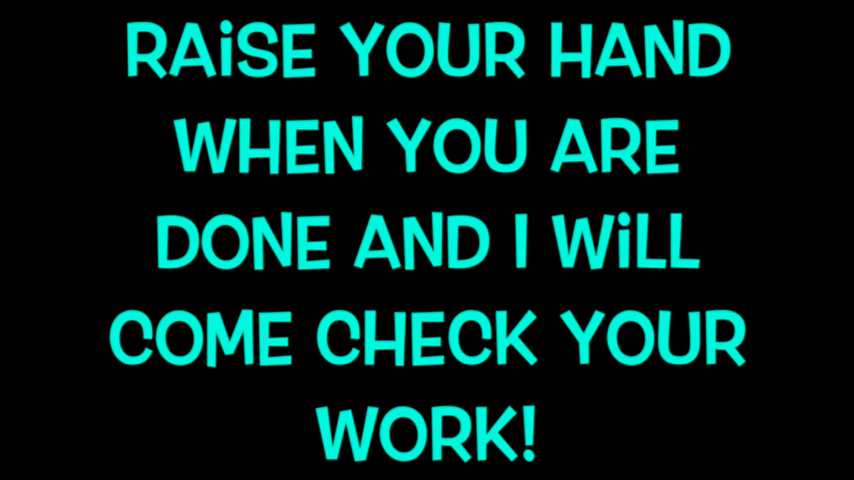 RAiSE YOUR HAND
WHEN YOU ARE
DONE AND I WiLL
COME CHECK YOUR
WORK!